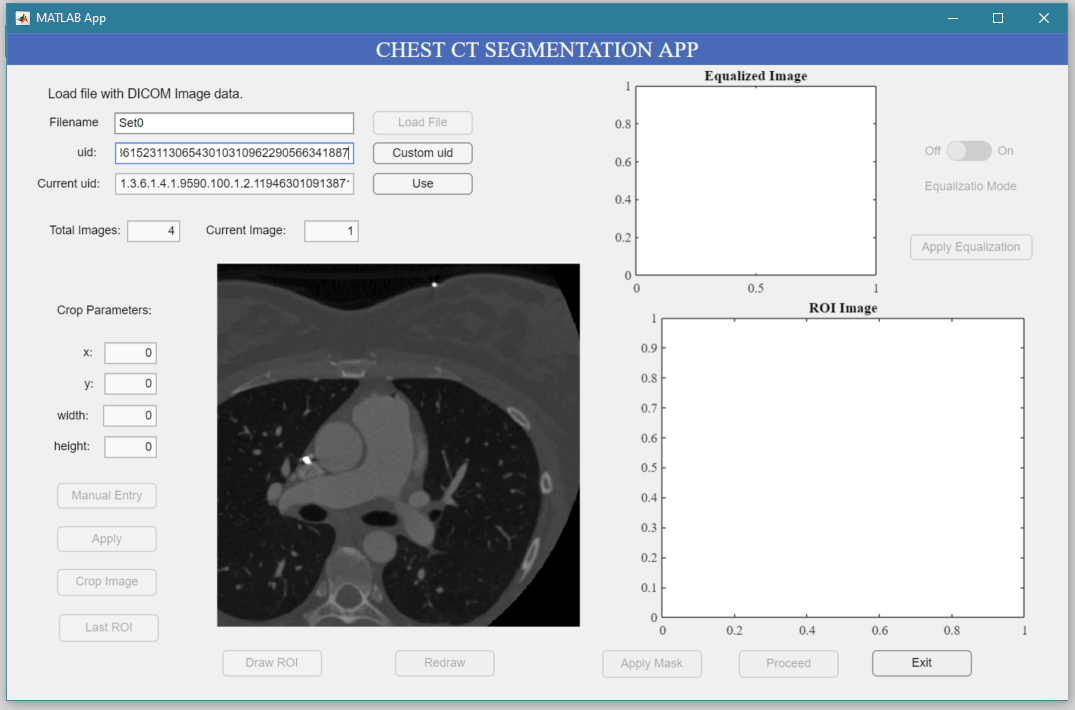 MATLAB App
CHEST CT SEGMENTATION APP
Load file with DICOM Image data.
Filename Set0 Load File
uid: 36152311306543010310962290566341887 Custom uid
Current uid: 1.3.6.1.4.1.9590.100.1.2.11946301091387 Use
Total Images: 4 Current Image: 1
Crop Parameters:
x: 0
y: 0
width: 0
height: 0
Manual Entry
Apply
Crop Image
Last ROI
Draw ROI Redraw
Equalized Image
1
0.8
0.6
0.4
0.2
0
0 0.5 1
Off On
Equalizatio Mode
Apply Equalization
ROI Image
1
0.9
0.8
0.7
0.6
0.5
0.4
0.3
0.2
0.1
0
0 0.2 0.4 0.6 0.8 1
Apply Mask Proceed Exit